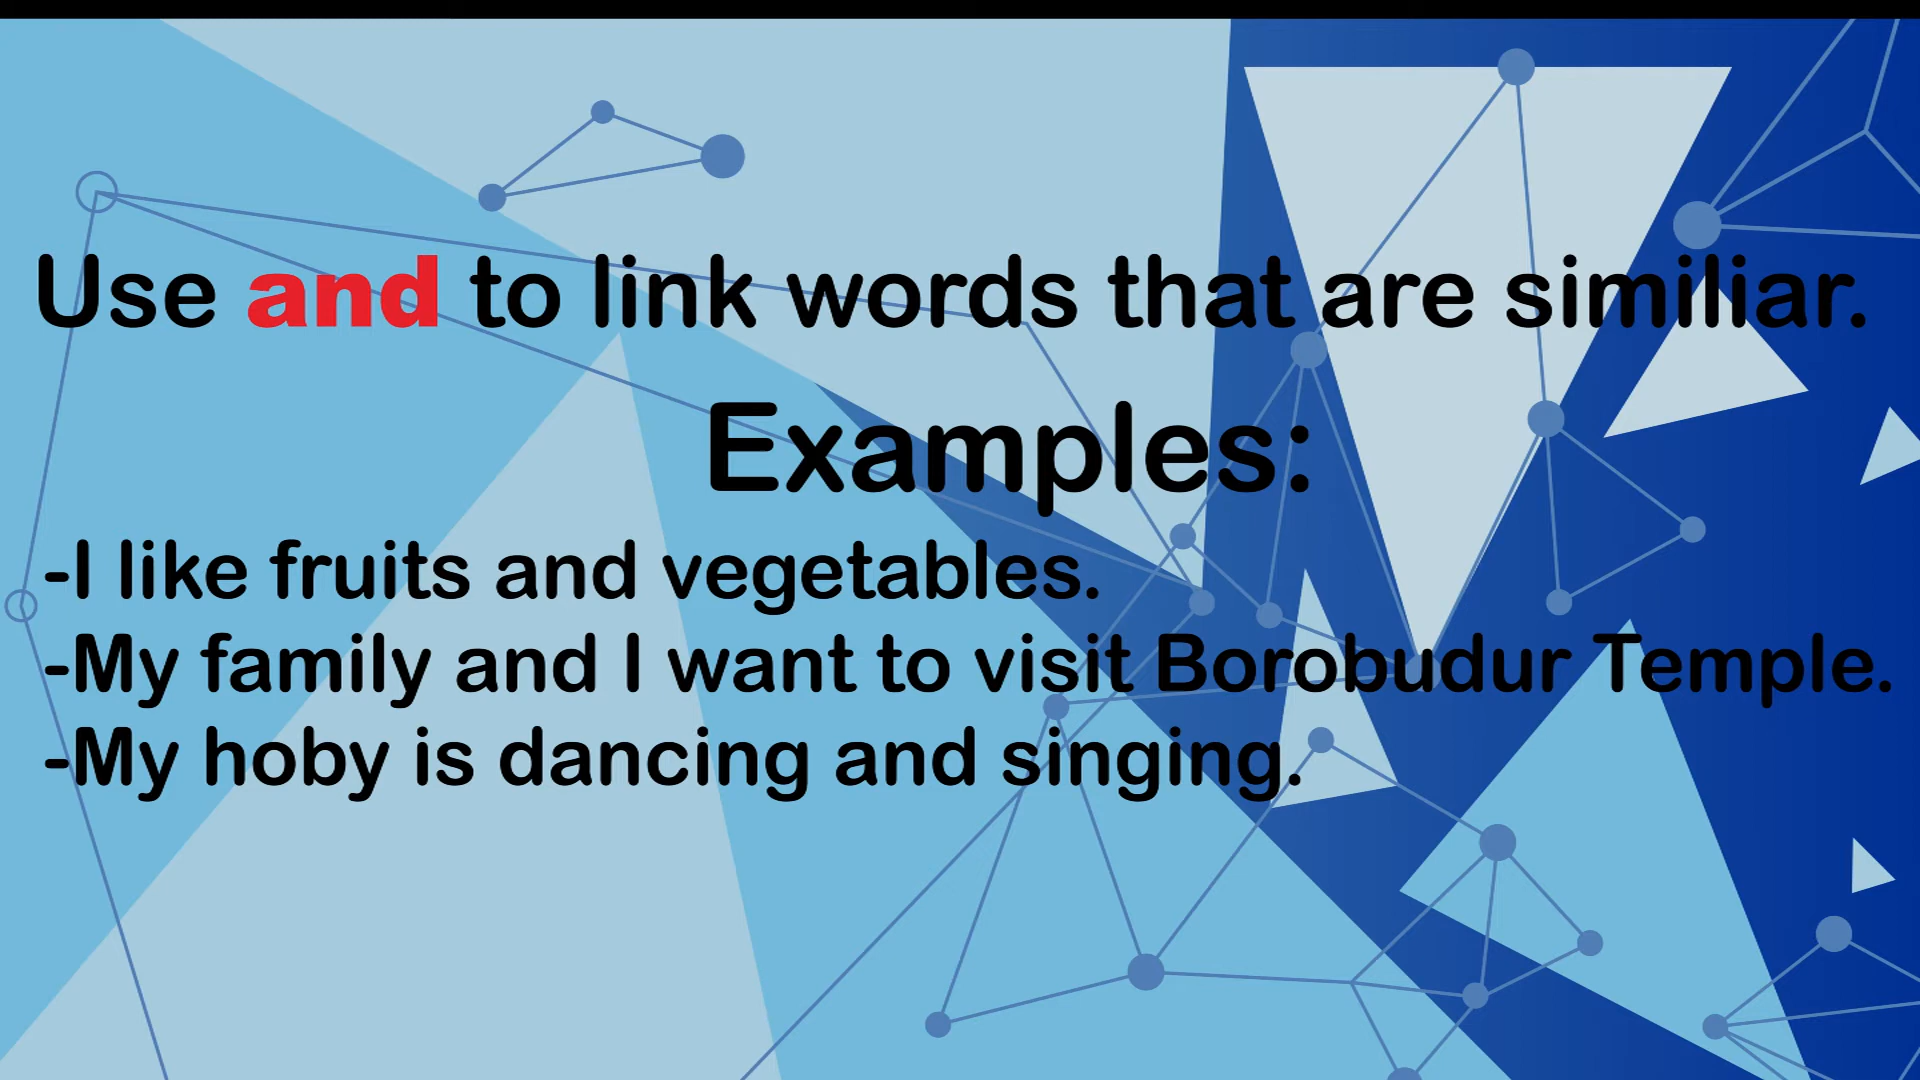 Use and to link words that are similiar.
Examples:
-I like fruits and vegetables.
-My family and I want to visit Borobudur Temple.
-My hoby is dancing and singing.